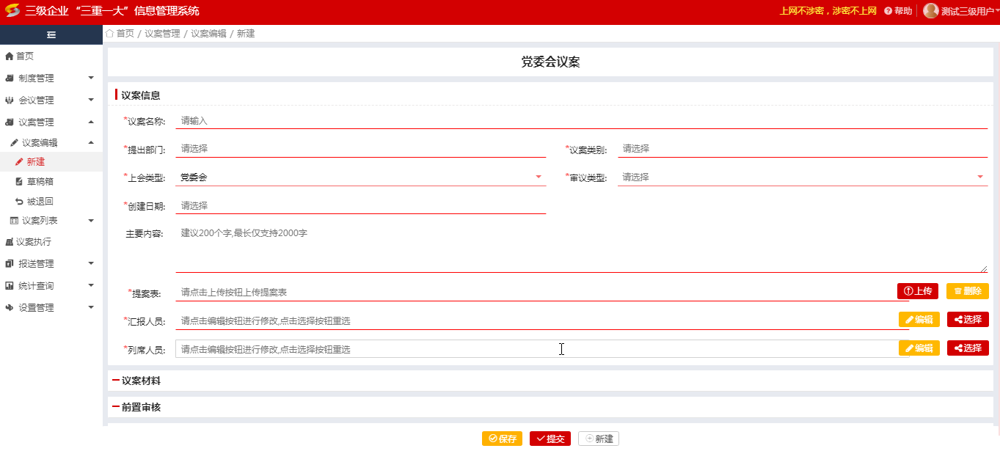 三级企业 “三重一大” 信息管理系统
上网不涉密，涉密不上网 帮助 测试三级用户
首页 / 议案管理 / 议案编辑 / 新建
首页
制度管理
会议管理
议案管理
议案编辑
新建
草稿箱
被退回
议案列表
议案执行
报送管理
统计查询
设置管理
党委会议案
议案信息
*议案名称: 请输入
*提出部门: 请选择 *议案类别: 请选择
*上会类型: 党委会 *审议类型: 请选择
*创建日期: 请选择
主要内容: 建议200个字,最长仅支持2000字
*提案表: 请点击上传按钮上传提案表 上传 删除
*汇报人员: 请点击编辑按钮进行修改,点击选择按钮重选 编辑 选择
*列席人员: 请点击编辑按钮进行修改,点击选择按钮重选 编辑 选择
议案材料
前置审核
保存 提交 新建